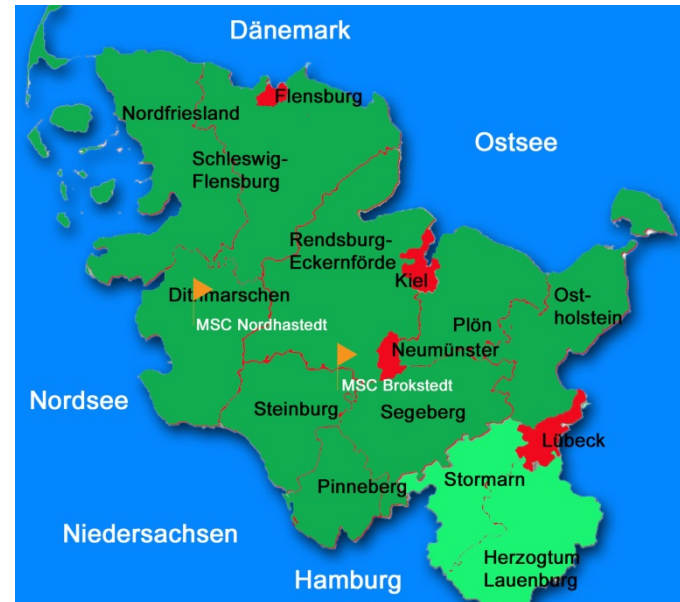 Dänemark
Flensburg
Nordfriesland
Ostsee
Schleswig-
Flensburg
Rendsburg-
Eckernförde
Kiel
Dithmarschen
Ost-
holstein
MSC Nordhastedt
Plön
Neumünster
MSC Brokstedt
Nordsee
Steinburg
Segeberg
Lübeck
Pinneberg
Stormarn
Niedersachsen
Herzogtum
Lauenburg
Hamburg